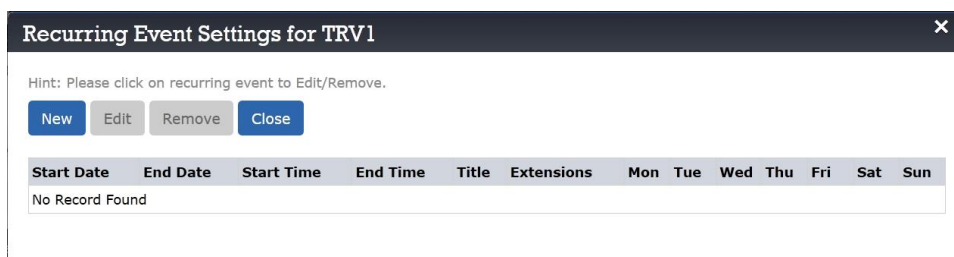 Recurring Event Settings for TRV1
Hint: Please click on recurring event to Edit/Remove.
New Edit Remove Close
Start Date End Date Start Time End Time Title Extensions Mon Tue Wed Thu Fri Sat Sun
No Record Found